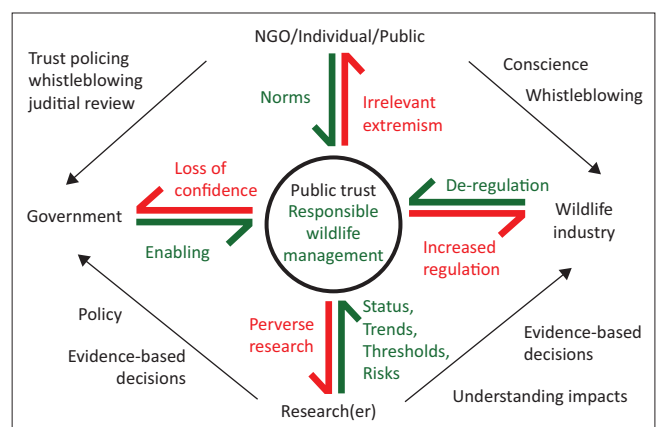 NGO/Individual/Public
Trust policing
whistleblowing
juditial review
Conscience
Whistleblowing
Norms
Irrelevant
extremism
Loss of
confidence
Government
Enabling
Public trust
Responsible
wildlife
management
De-regulation
Increased
regulation
Wildlife
industry
Policy
Evidence-based
decisions
Perverse
research
Status,
Trends,
Thresholds,
Risks
Evidence-based
decisions
Understanding impacts
Research(er)